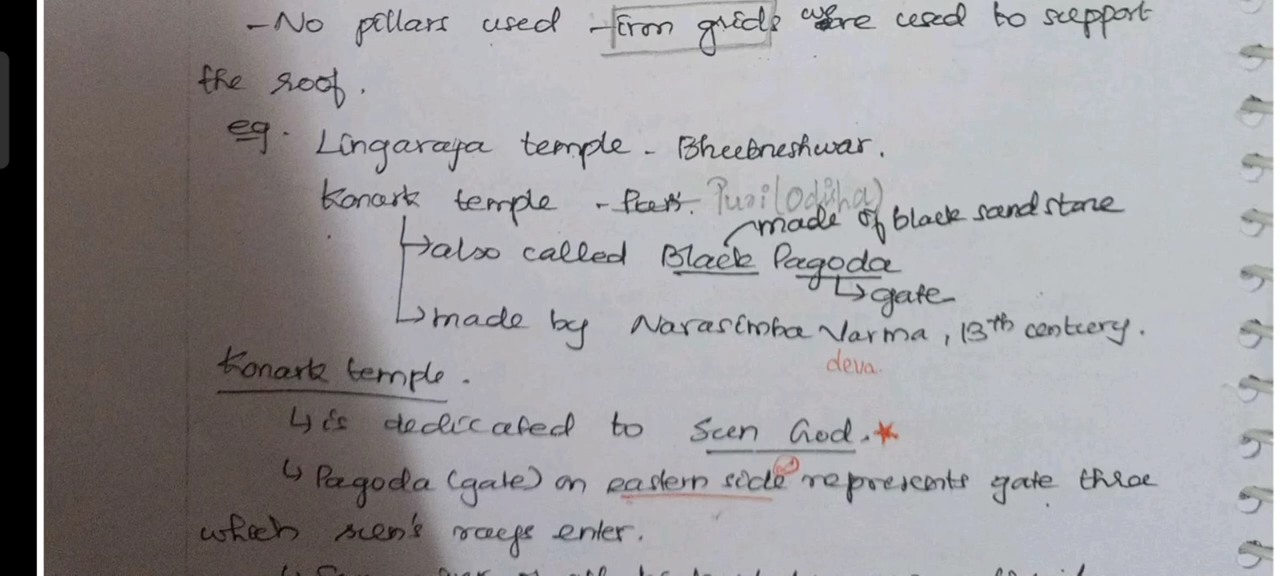 - No pillars used - Iron grids were used to support
the roof.
eg. Lingaraja temple - Bhubneshwar.
Konark temple - Puri (Odisha)
made of black sandstone
↳ also called Black Pagoda
↳ gate
↳ made by Narasimha Varma, 13th century.
deva.
Konark temple.
↳ is dedicated to Sun God. ★
↳ Pagoda (gate) on eastern side represents gate throe
which sun's rays enter.